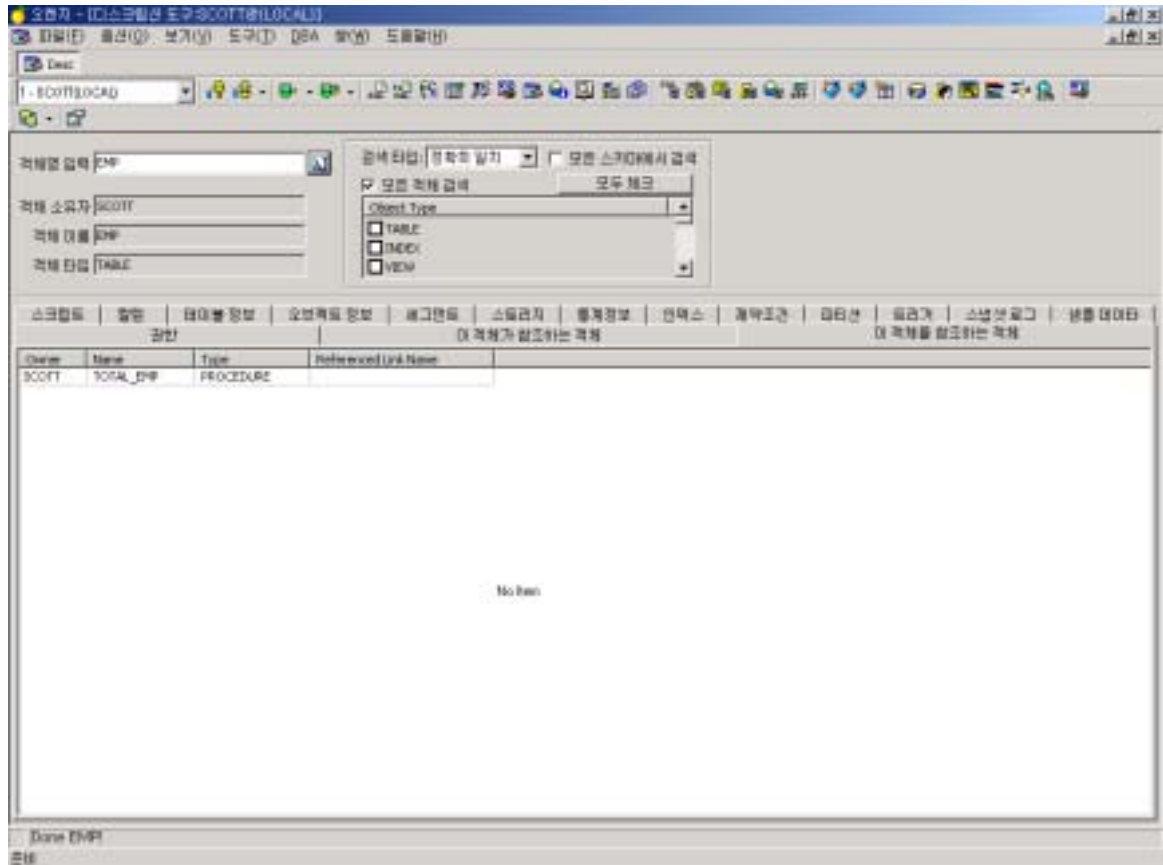 오렌지 - [디스크립션 도구:SCOTT@(LOCAL)]
파일(F) 옵션(O) 보기(V) 도구(T) DBA 창(W) 도움말(H)
Desc
1 - SCOTT@(LOCAL)
객체명 입력 EMP
검색 타입: 정확히 일치 모든 스키마에서 검색
모든 객체 검색 모두 체크
객체 소유자 SCOTT
객체 이름 EMP
객체 타입 TABLE
Object Type
TABLE
INDEX
VIEW
스크립트 컬럼 테이블 정보 오브젝트 정보 세그먼트 스토리지 통계정보 인덱스 제약조건 파티션 트리거 스냅샷 로그 샘플 데이타
권한 이 객체가 참조하는 객체 이 객체를 참조하는 객체
Owner Name Type Referenced Link Name
SCOTT TOTAL_EMP PROCEDURE
No Item
Done EMP!
준비